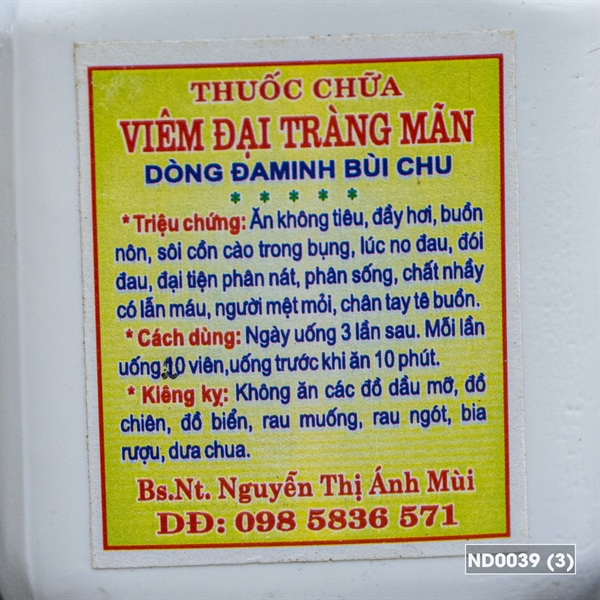 THUỐC CHỮA
VIÊM ĐẠI TRÀNG MÃN
DÒNG ĐAMINH BÙI CHU
* * * * *
* Triệu chứng: Ăn không tiêu, đầy hơi, buồn
nôn, sôi cồn cào trong bụng, lúc no đau, đói
đau, đại tiện phân nát, phân sống, chất nhầy
có lẫn máu, người mệt mỏi, chân tay tê buồn.
* Cách dùng: Ngày uống 3 lần sau. Mỗi lần
uống 20 viên,uống trước khi ăn 10 phút.
* Kiêng kỵ: Không ăn các đồ dầu mỡ, đồ
chiên, đồ biển, rau muống, rau ngót, bia
rượu, dưa chua.
Bs.Nt. Nguyễn Thị Ánh Mùi
DĐ: 098 5836 571
ND0039 (3)